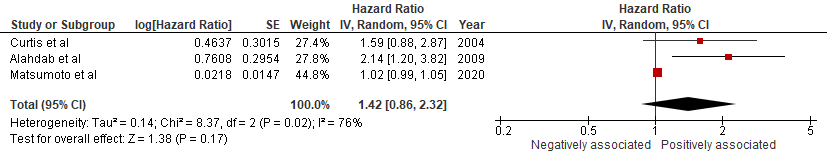 Hazard Ratio Hazard Ratio
Study or Subgroup log[Hazard Ratio] SE Weight IV, Random, 95% CI Year IV, Random, 95% CI
Curtis et al 0.4637 0.3015 27.4% 1.59 [0.88, 2.87] 2004
Alahdab et al 0.7608 0.2954 27.8% 2.14 [1.20, 3.82] 2009
Matsumoto et al 0.0218 0.0147 44.8% 1.02 [0.99, 1.05] 2020
Total (95% CI) 100.0% 1.42 [0.86, 2.32]
Heterogeneity: Tau² = 0.14; Chi² = 8.37, df = 2 (P = 0.02); I² = 76%
Test for overall effect: Z = 1.38 (P = 0.17)
0.2 0.5 1 2 5
Negatively associated Positively associated